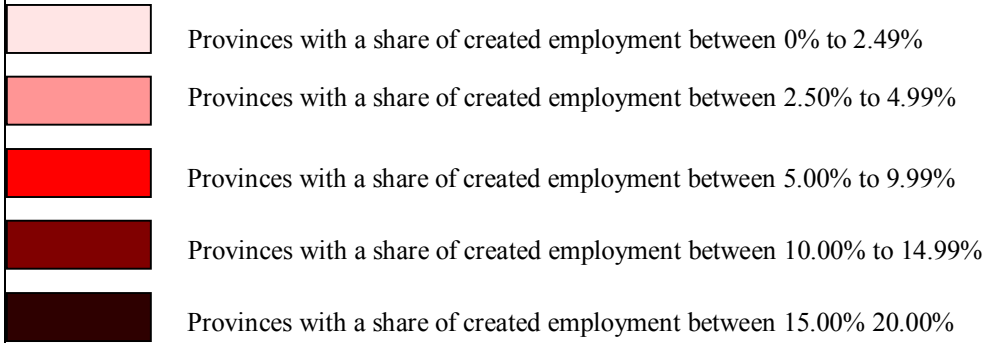 Provinces with a share of created employment between 0% to 2.49%
Provinces with a share of created employment between 2.50% to 4.99%
Provinces with a share of created employment between 5.00% to 9.99%
Provinces with a share of created employment between 10.00% to 14.99%
Provinces with a share of created employment between 15.00% 20.00%